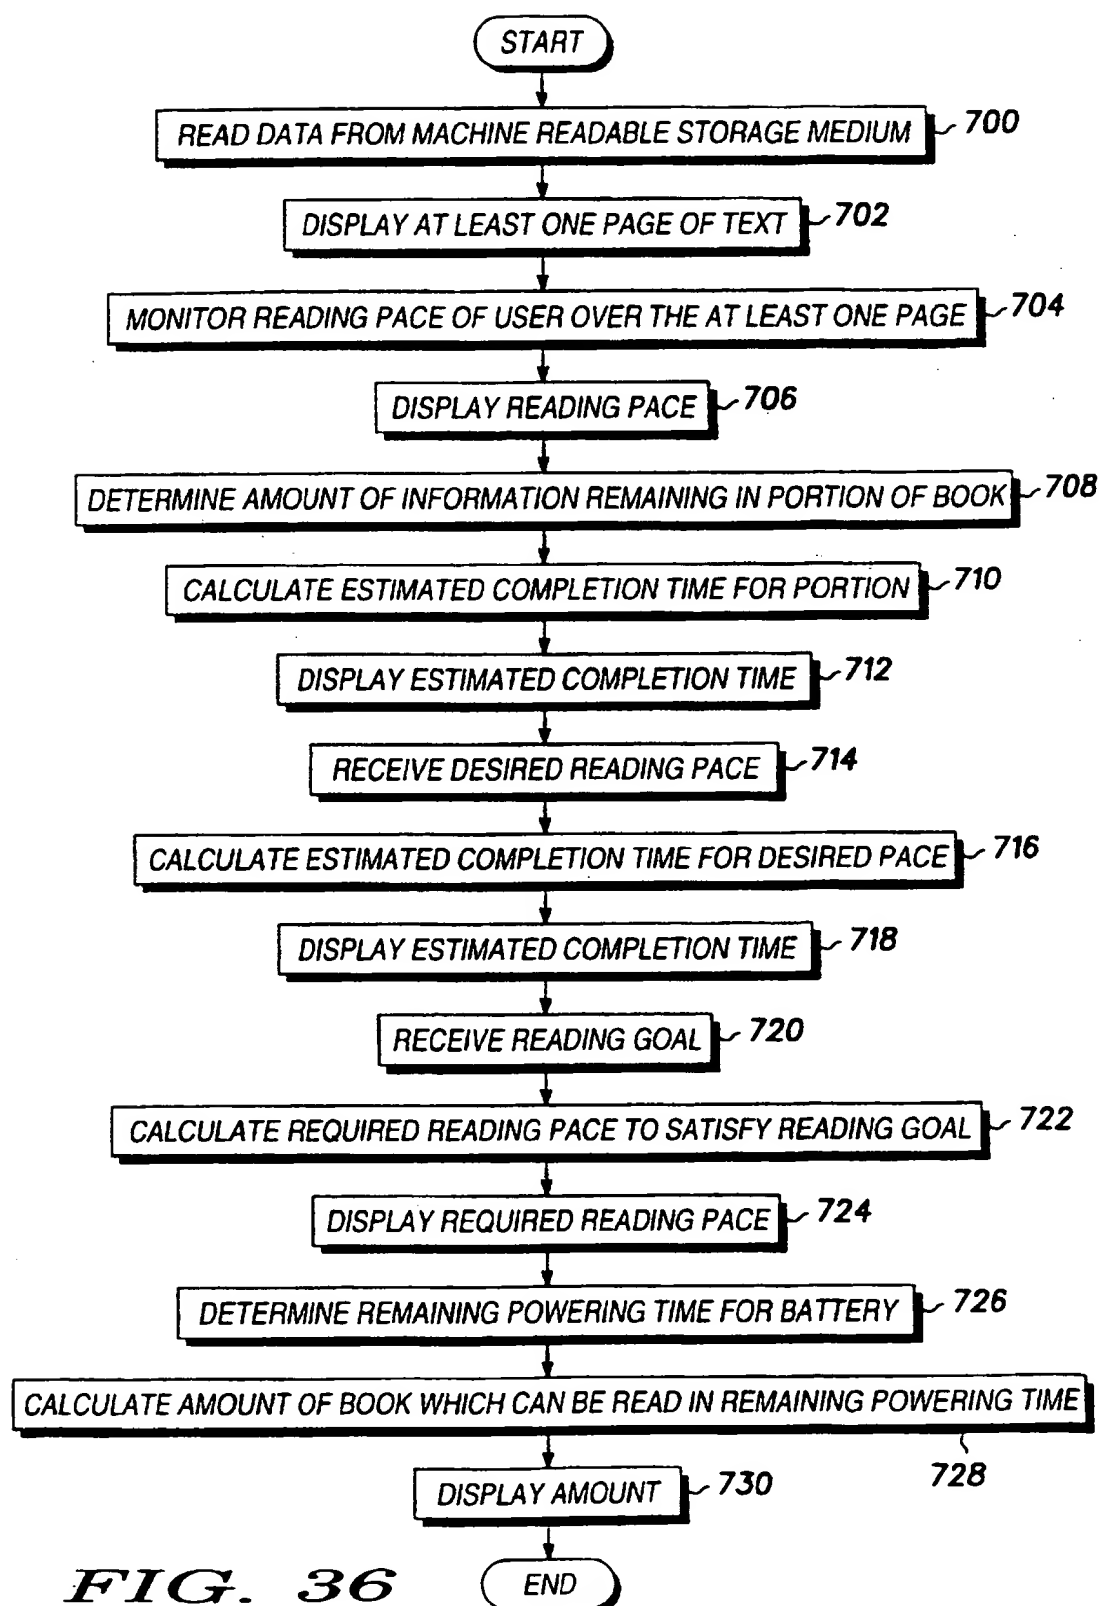 START
READ DATA FROM MACHINE READABLE STORAGE MEDIUM 700
DISPLAY AT LEAST ONE PAGE OF TEXT 702
MONITOR READING PACE OF USER OVER THE AT LEAST ONE PAGE 704
DISPLAY READING PACE 706
DETERMINE AMOUNT OF INFORMATION REMAINING IN PORTION OF BOOK 708
CALCULATE ESTIMATED COMPLETION TIME FOR PORTION 710
DISPLAY ESTIMATED COMPLETION TIME 712
RECEIVE DESIRED READING PACE 714
CALCULATE ESTIMATED COMPLETION TIME FOR DESIRED PACE 716
DISPLAY ESTIMATED COMPLETION TIME 718
RECEIVE READING GOAL 720
CALCULATE REQUIRED READING PACE TO SATISFY READING GOAL 722
DISPLAY REQUIRED READING PACE 724
DETERMINE REMAINING POWERING TIME FOR BATTERY 726
CALCULATE AMOUNT OF BOOK WHICH CAN BE READ IN REMAINING POWERING TIME
728
DISPLAY AMOUNT 730
END
FIG. 36